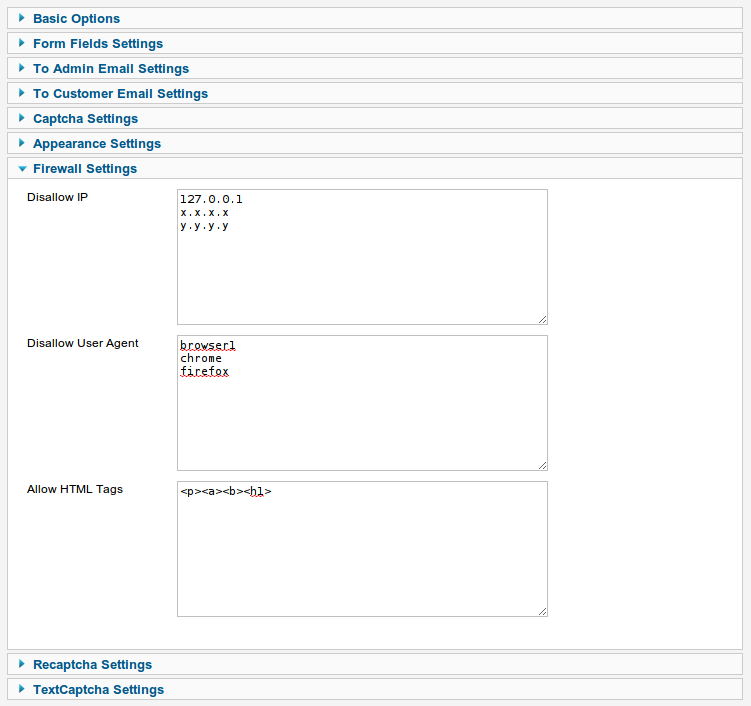 Basic Options
Form Fields Settings
To Admin Email Settings
To Customer Email Settings
Captcha Settings
Appearance Settings
Firewall Settings
Disallow IP
127.0.0.1
x.x.x.x
y.y.y.y
Disallow User Agent
browser1
chrome
firefox
Allow HTML Tags
<p><a><b><h1>
Recaptcha Settings
TextCaptcha Settings